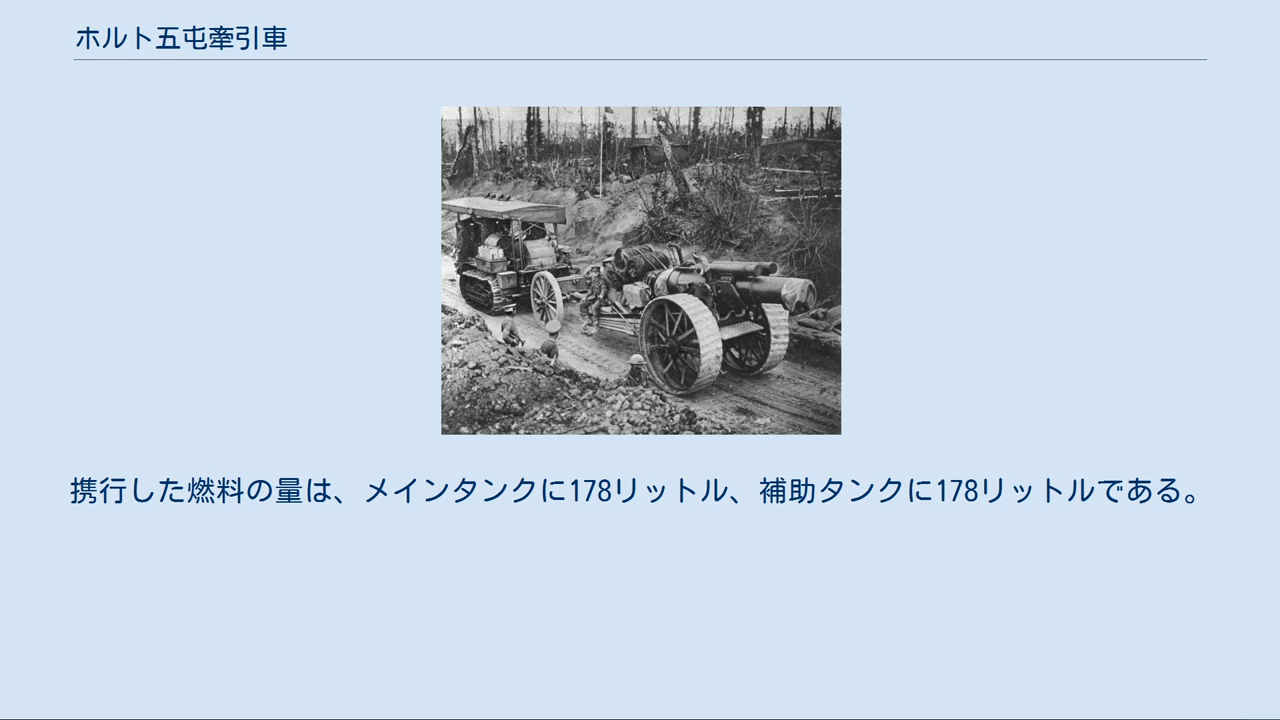 ホルト五屯牽引車
携行した燃料の量は、メインタンクに178リットル、補助タンクに178リットルである。